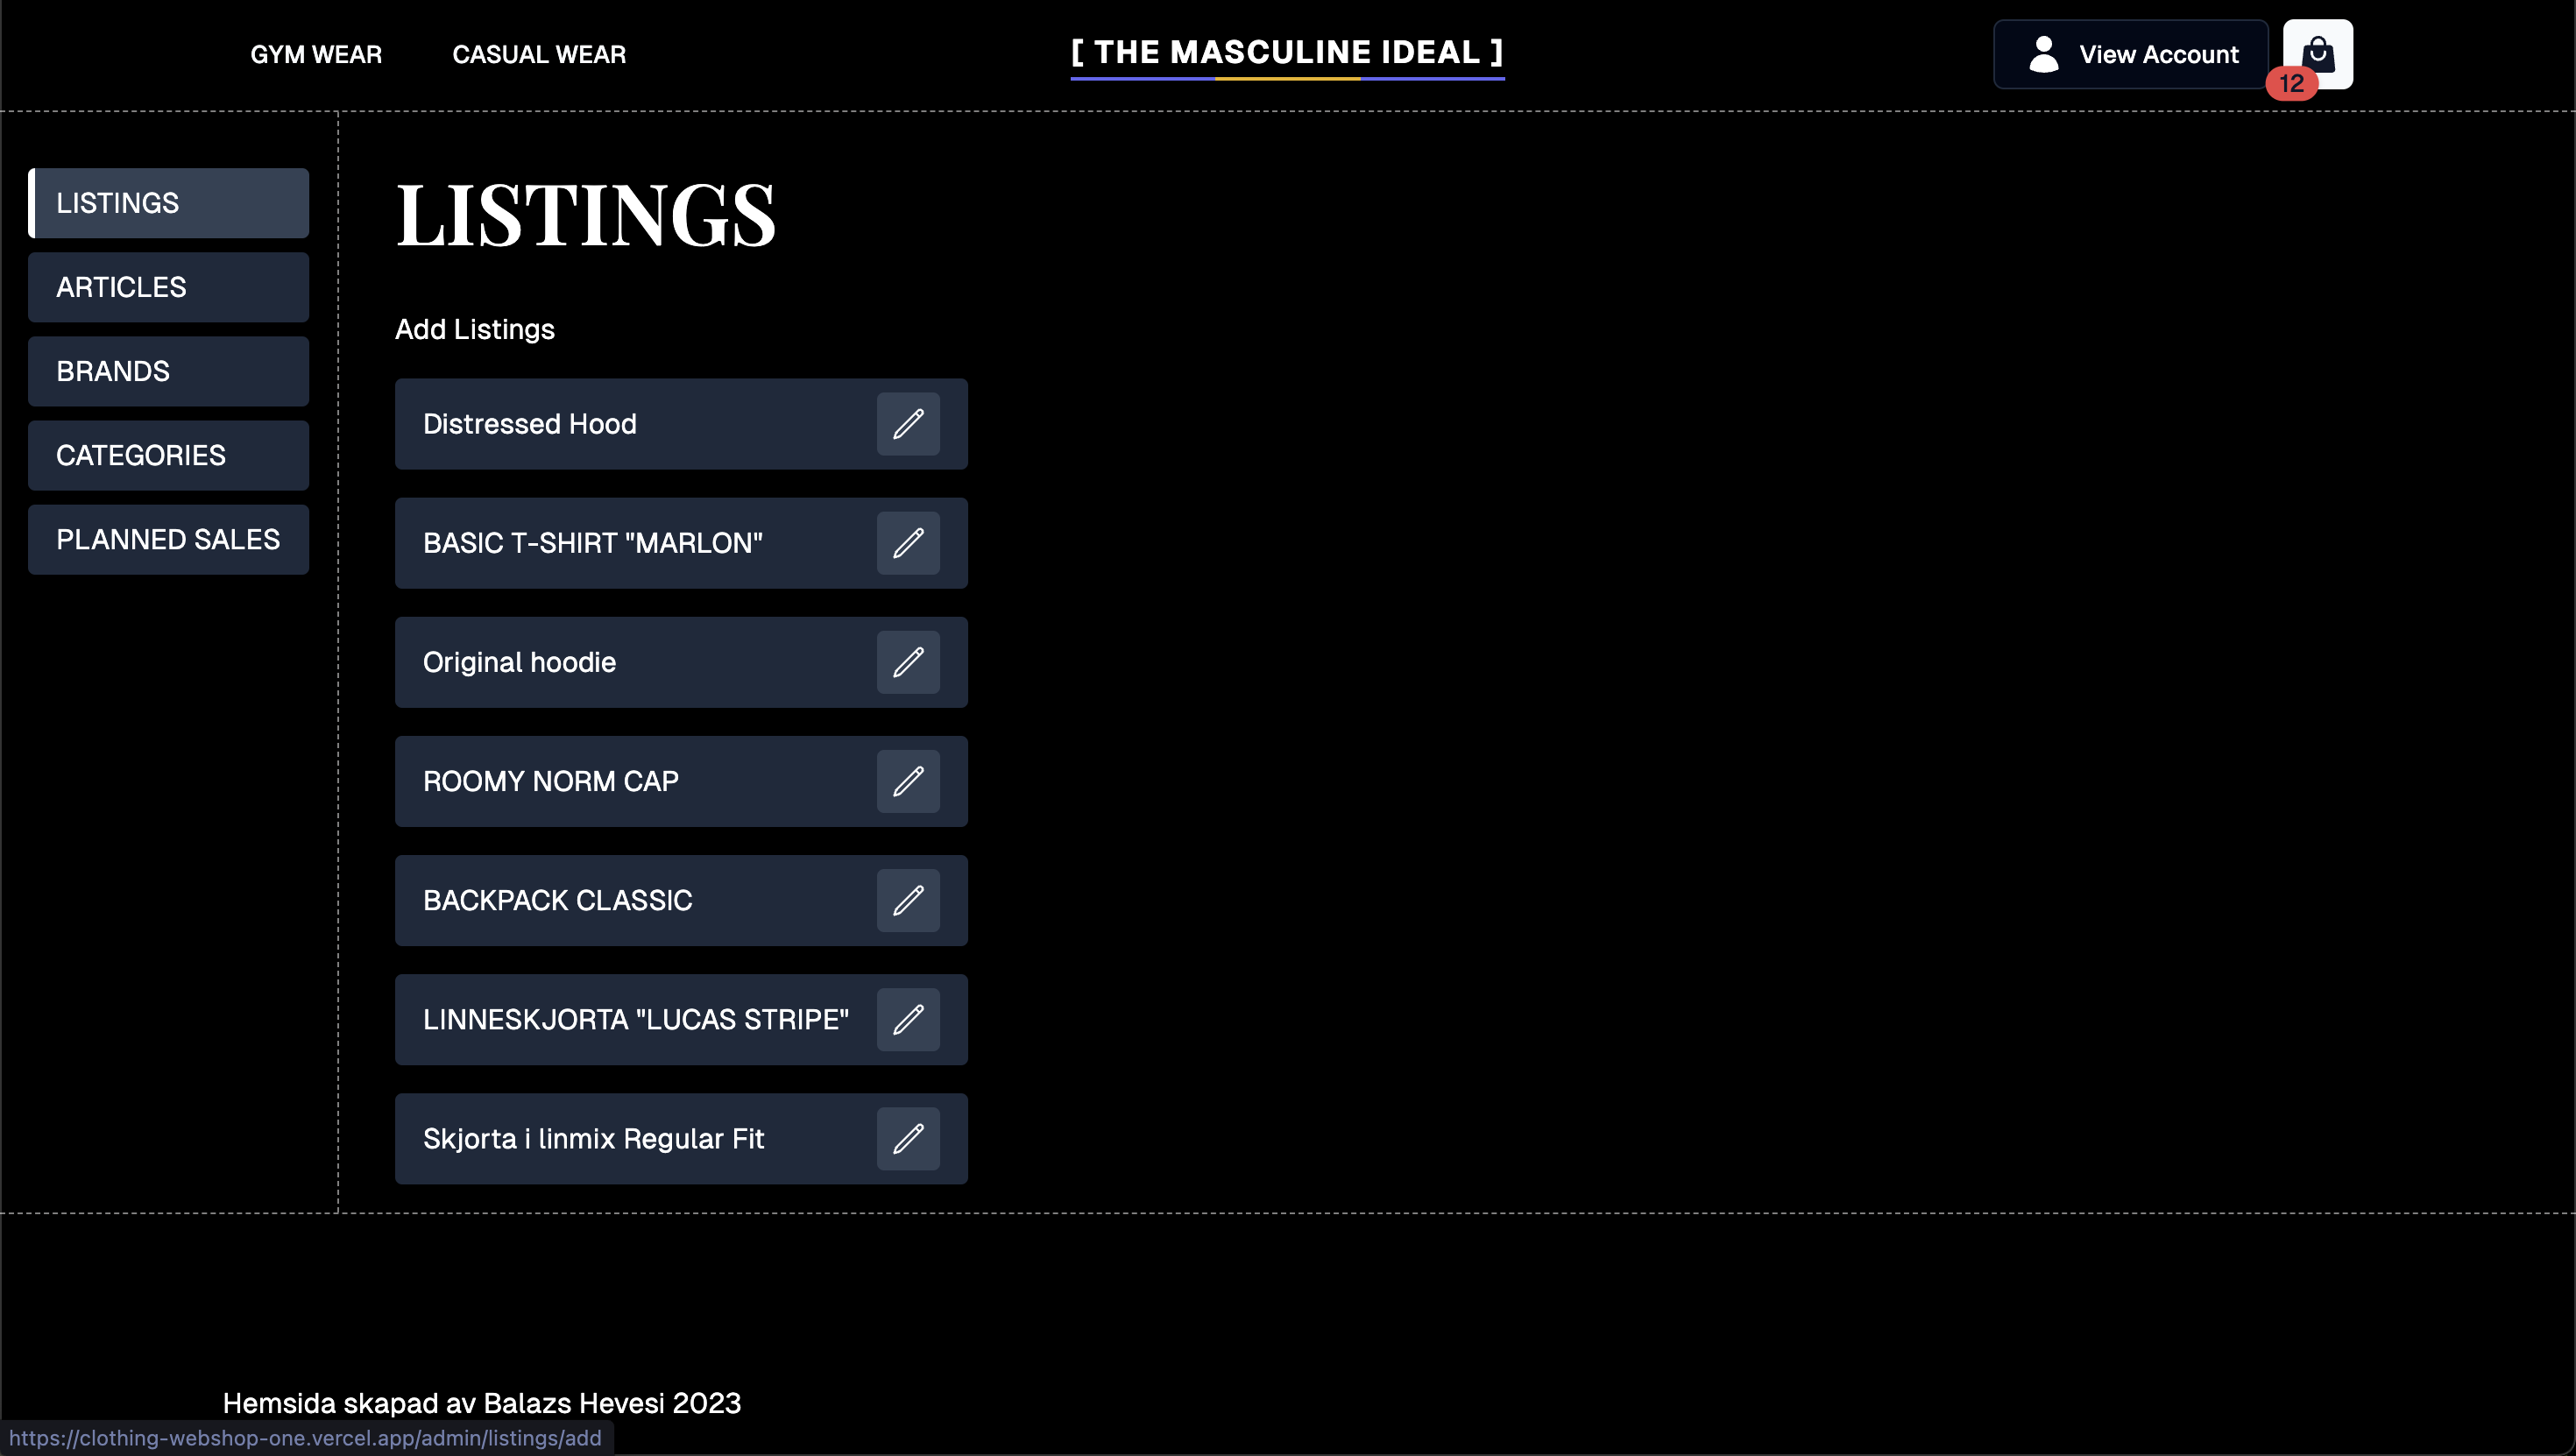 GYM WEAR
CASUAL WEAR
[ THE MASCULINE IDEAL ]
View Account
12
LISTINGS
ARTICLES
BRANDS
CATEGORIES
PLANNED SALES
LISTINGS
Add Listings
Distressed Hood
BASIC T-SHIRT "MARLON"
Original hoodie
ROOMY NORM CAP
BACKPACK CLASSIC
LINNESKJORTA "LUCAS STRIPE"
Skjorta i linmix Regular Fit
Hemsida skapad av Balazs Hevesi 2023
https://clothing-webshop-one.vercel.app/admin/listings/add